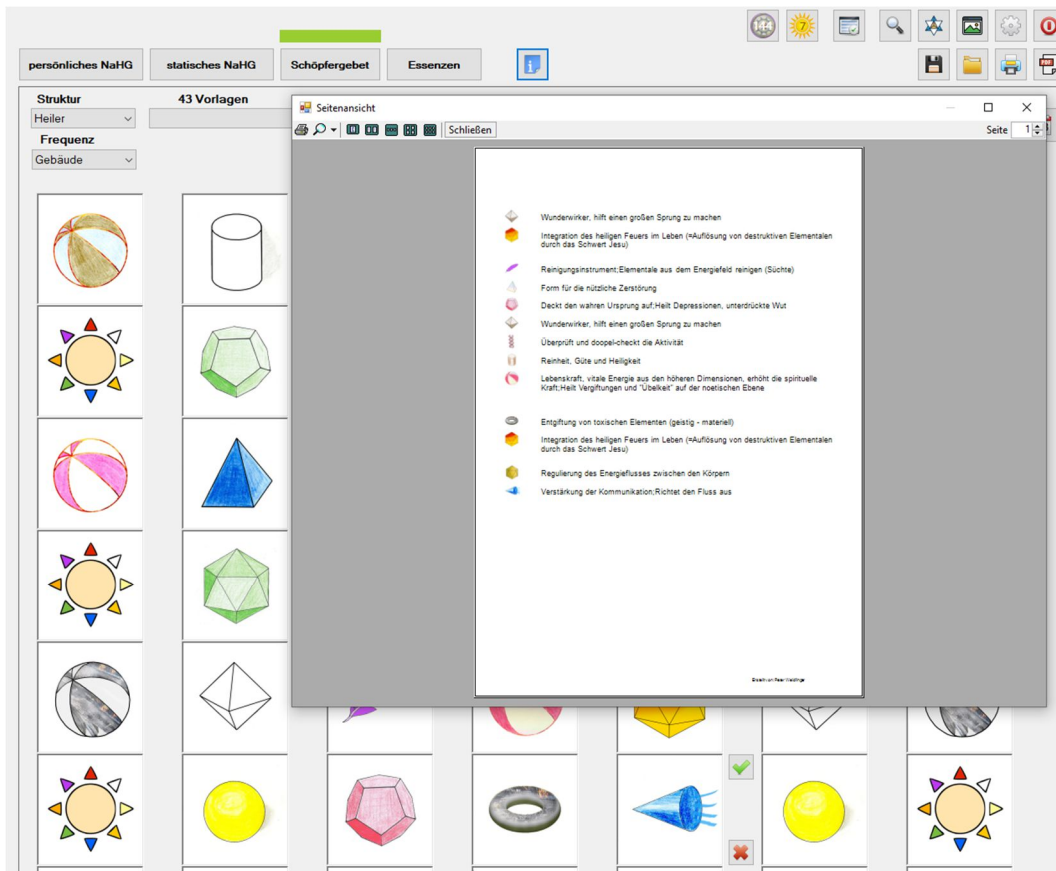 144
7
PDF
persönliches NaHG
statisches NaHG
Schöpfergebet
Essenzen
i
Struktur
43 Vorlagen
Heiler
Frequenz
Gebäude
Seitenansicht
Schließen
Seite
1
Wunderwirker, hilft einen großen Sprung zu machen
Integration des heiligen Feuers im Leben (=Auflösung von destruktiven Elementalen
durch das Schwert Jesu)
Reinigungsinstrument;Elementale aus dem Energiefeld reinigen (Süchte)
Form für die nützliche Zerstörung
Deckt den wahren Ursprung auf;Heilt Depressionen, unterdrückte Wut
Wunderwirker, hilft einen großen Sprung zu machen
Überprüft und doopel-checkt die Aktivität
Reinheit, Güte und Heiligkeit
Lebenskraft, vitale Energie aus den höheren Dimensionen, erhöht die spirituelle
Kraft;Heilt Vergiftungen und "Übelkeit" auf der noetischen Ebene
Entgiftung von toxischen Elementen (geistig - materiell)
Integration des heiligen Feuers im Leben (=Auflösung von destruktiven Elementalen
durch das Schwert Jesu)
Regulierung des Energieflusses zwischen den Körpern
Verstärkung der Kommunikation;Richtet den Fluss aus